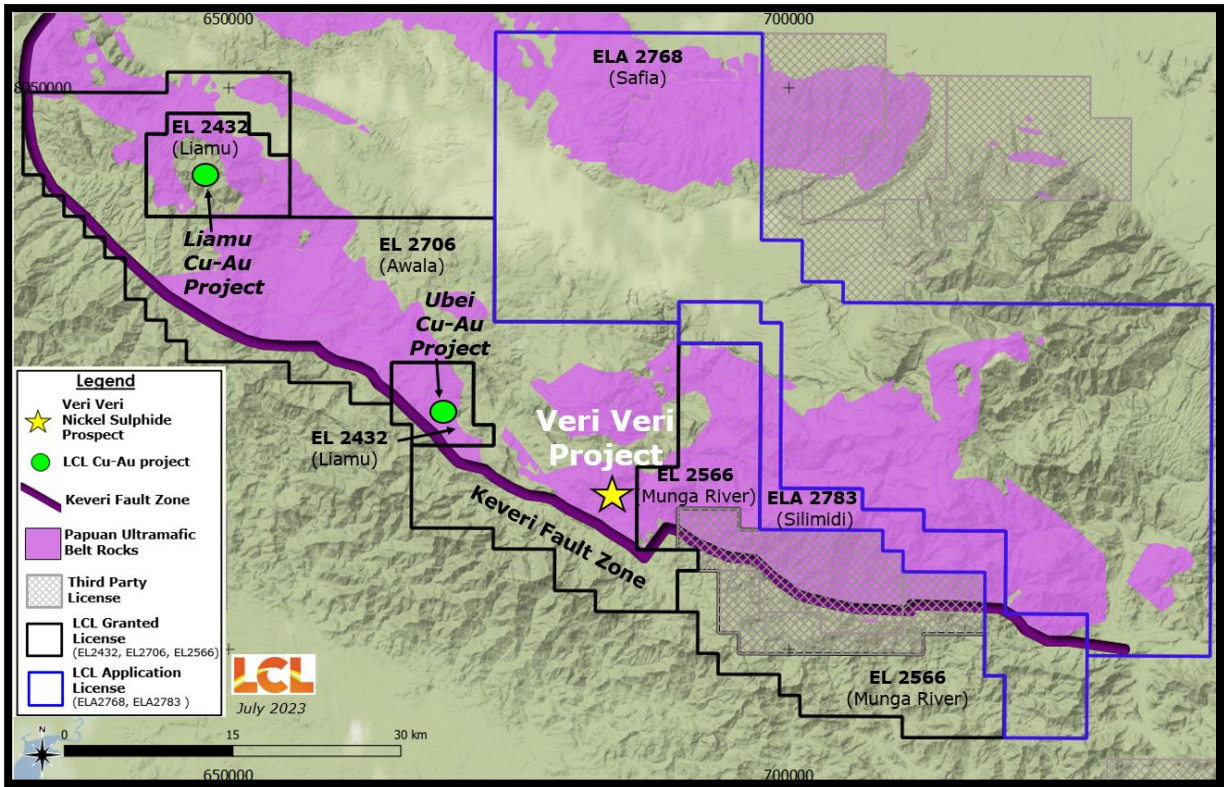 650000
700000
8950000
ELA 2768
(Safia)
EL 2432
(Liamu)
Liamu
Cu-Au
Project
EL 2706
(Awala)
Ubei
Cu-Au
Project
EL 2432
(Liamu)
Veri Veri
Project
EL 2566
(Munga River)
ELA 2783
(Silimidi)
Keveri Fault Zone
EL 2566
(Munga River)
Legend
Veri Veri
Nickel Sulphide
Prospect
LCL Cu-Au project
Keveri Fault Zone
Papuan Ultramafic
Belt Rocks
Third Party
License
LCL Granted
License
(EL2432, EL2706, EL2566)
LCL Application
License
(ELA2768, ELA2783 )
LCL
July 2023
N
0 15 30 km
650000
700000